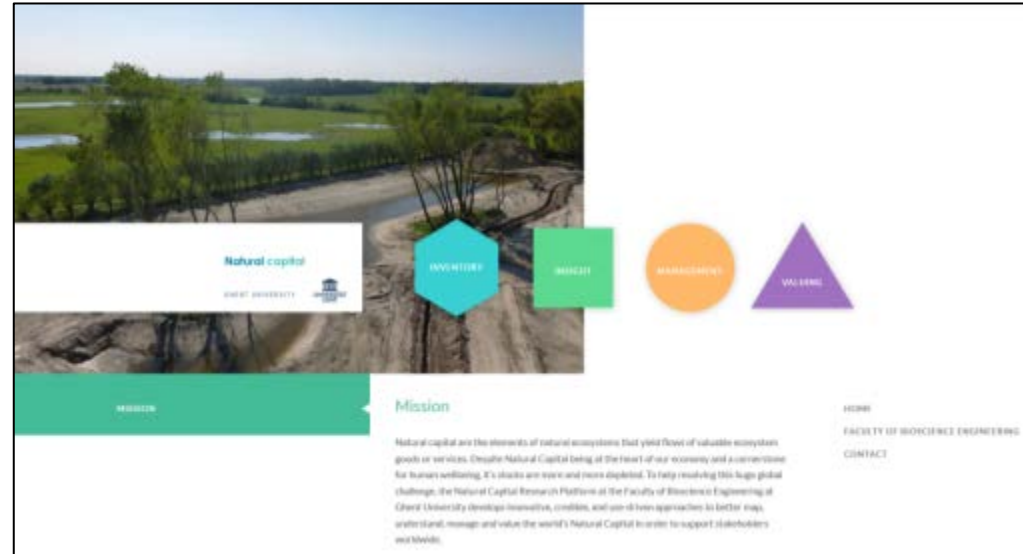 Natural capital
GHENT UNIVERSITY
UNIVERSITEIT
GENT
INVENTORY
INSIGHT
MANAGEMENT
VALUING
MISSION
Mission
Natural capital are the elements of natural ecosystems that yield flows of valuable ecosystem
goods or services. Despite Natural Capital being at the heart of our economy and a cornerstone
for human wellbeing, it's stocks are more and more depleted. To help resolving this huge global
challenge, the Natural Capital Research Platform at the Faculty of Bioscience Engineering at
Ghent University develops innovative, credible, and use-driven approaches to better map,
understand, manage and value the world's Natural Capital in order to support stakeholders
worldwide.
HOME
FACULTY OF BIOSCIENCE ENGINEERING
CONTACT